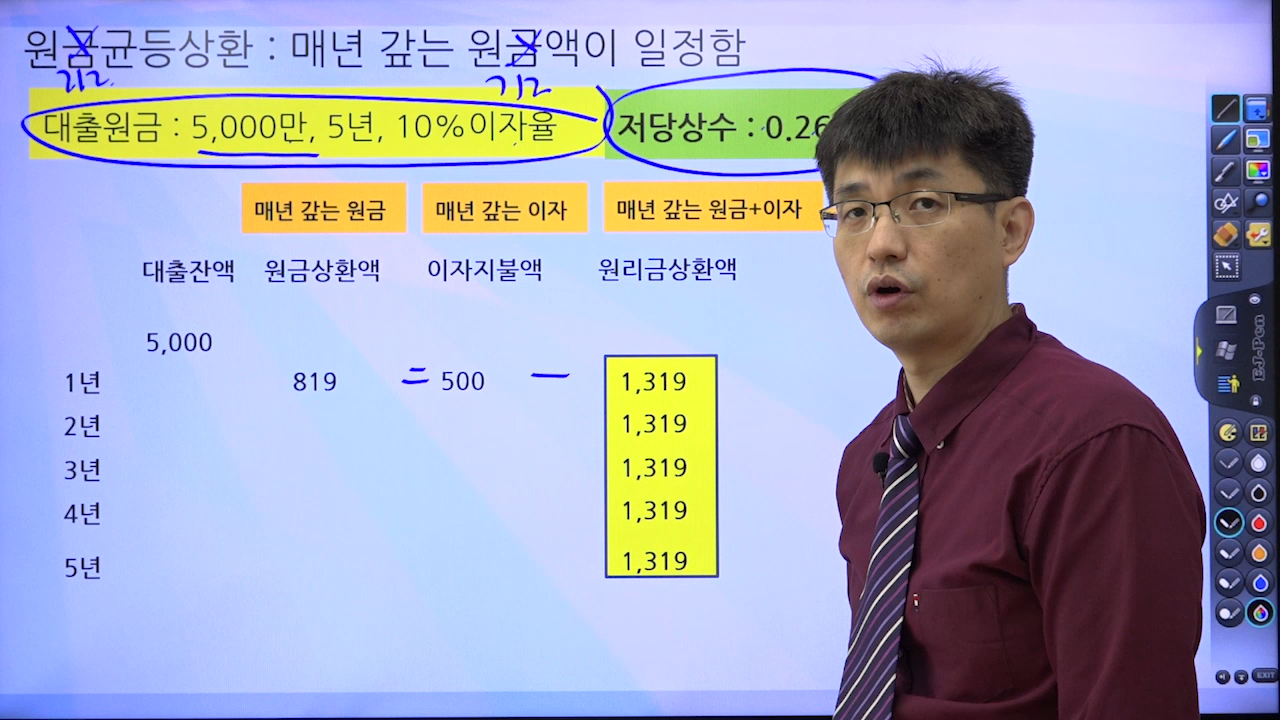 원금균등상환 : 매년 갚는 원금액이 일정함
리금 리금
대출원금 : 5,000만, 5년, 10%이자율
저당상수 : 0.26
매년 갚는 원금 매년 갚는 이자 매년 갚는 원금+이자
대출잔액 원금상환액 이자지불액 원리금상환액
5,000
1년 819 = 500 - 1,319
2년 1,319
3년 1,319
4년 1,319
5년 1,319
EJ-Pen
EXIT